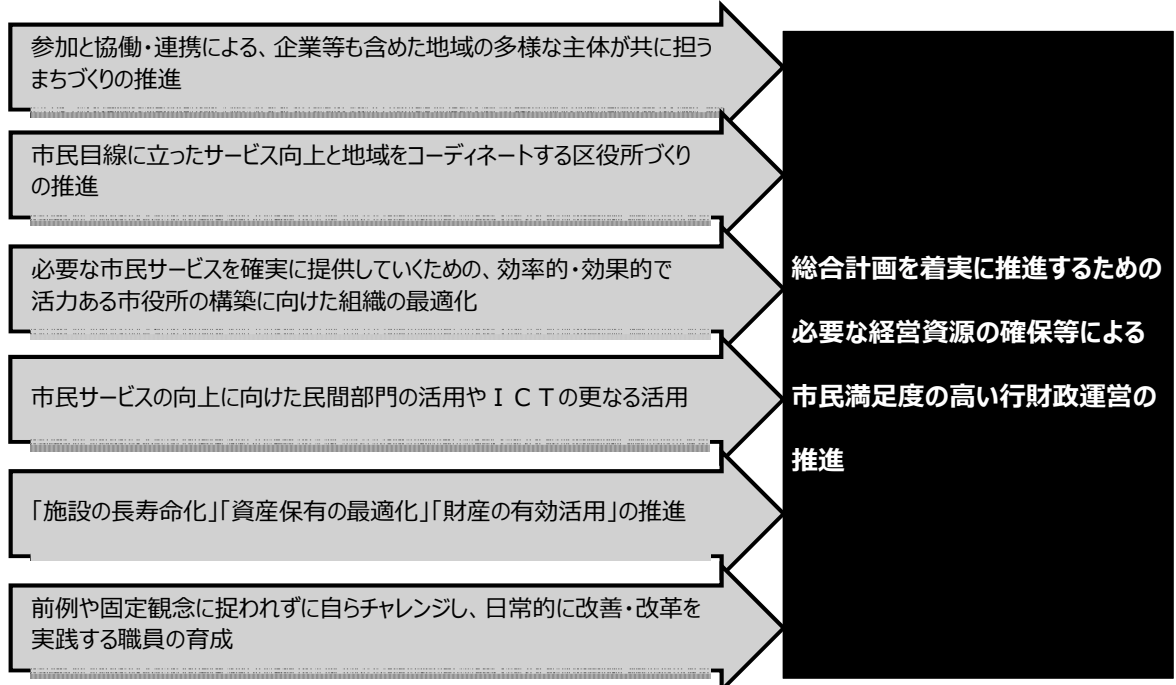 参加と協働・連携による、企業等も含めた地域の多様な主体が共に担う
まちづくりの推進
市民目線に立ったサービス向上と地域をコーディネートする区役所づくり
の推進
必要な市民サービスを確実に提供していくための、効率的・効果的で
活力ある市役所の構築に向けた組織の最適化
市民サービスの向上に向けた民間部門の活用やＩＣＴの更なる活用
「施設の長寿命化」「資産保有の最適化」「財産の有効活用」の推進
前例や固定観念に捉われずに自らチャレンジし、日常的に改善・改革を
実践する職員の育成
総合計画を着実に推進するための
必要な経営資源の確保等による
市民満足度の高い行財政運営の
推進